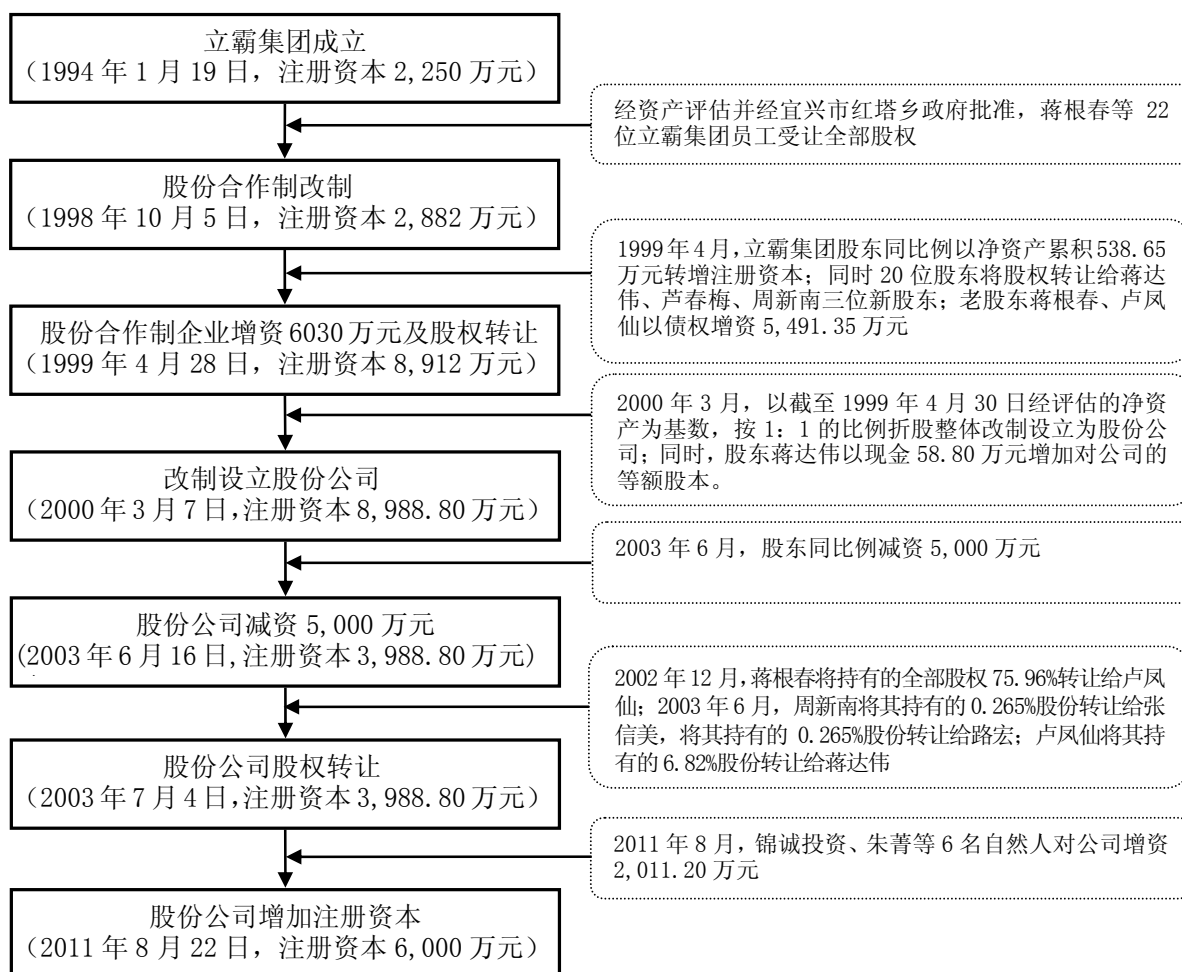 立霸集团成立
（1994 年 1 月 19 日，注册资本 2,250 万元）
经资产评估并经宜兴市红塔乡政府批准，蒋根春等 22
位立霸集团员工受让全部股权
股份合作制改制
（1998 年 10 月 5 日，注册资本 2,882 万元）
1999 年 4 月，立霸集团股东同比例以净资产累积 538.65
万元转增注册资本；同时 20 位股东将股权转让给蒋达
伟、芦春梅、周新南三位新股东；老股东蒋根春、卢凤
仙以债权增资 5,491.35 万元
股份合作制企业增资 6030 万元及股权转让
（1999 年 4 月 28 日，注册资本 8,912 万元）
2000 年 3 月，以截至 1999 年 4 月 30 日经评估的净资
产为基数，按 1：1 的比例折股整体改制设立为股份公
司；同时，股东蒋达伟以现金 58.80 万元增加对公司的
等额股本。
改制设立股份公司
（2000 年 3 月 7 日，注册资本 8,988.80 万元）
2003 年 6 月，股东同比例减资 5,000 万元
股份公司减资 5,000 万元
(2003 年 6 月 16 日,注册资本 3,988.80 万元)
2002 年 12 月，蒋根春将持有的全部股权 75.96%转让给卢凤
仙；2003 年 6 月，周新南将其持有的 0.265%股份转让给张
信美，将其持有的 0.265%股份转让给路宏；卢凤仙将其持
有的 6.82%股份转让给蒋达伟
股份公司股权转让
（2003 年 7 月 4 日，注册资本 3,988.80 万元）
2011 年 8 月，锦诚投资、朱菁等 6 名自然人对公司增资
2,011.20 万元
股份公司增加注册资本
（2011 年 8 月 22 日，注册资本 6,000 万元）